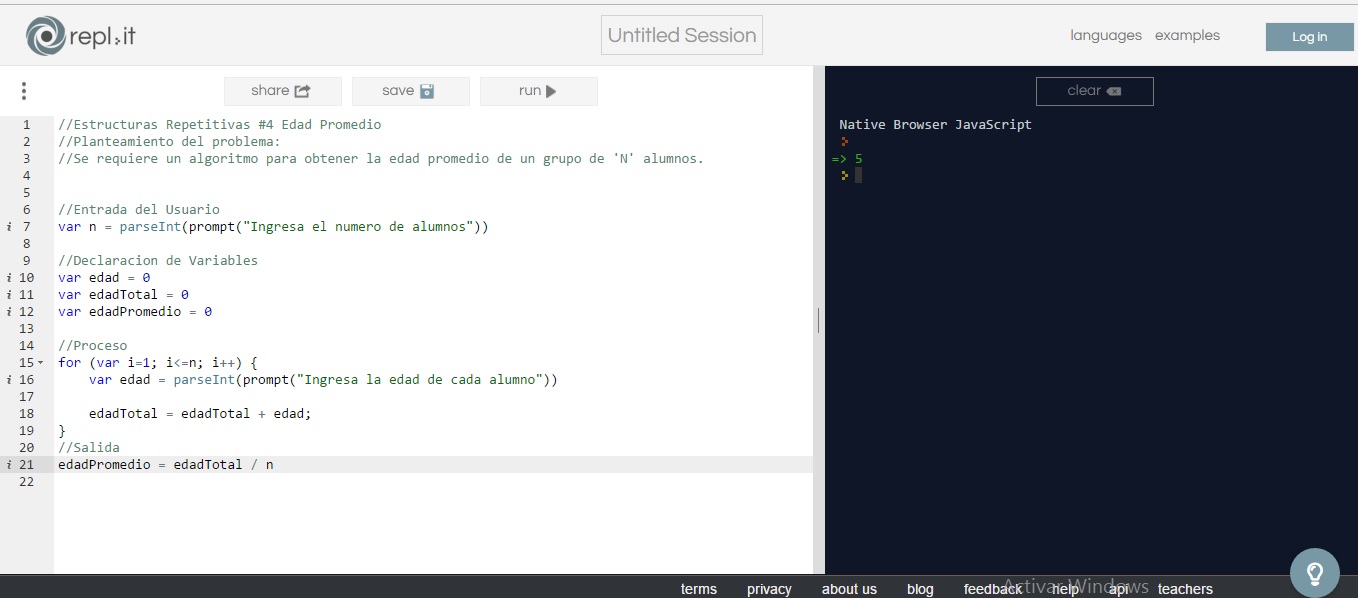 repl.it
Untitled Session
languages examples Log in
share save run
clear
1 //Estructuras Repetitivas #4 Edad Promedio
2 //Planteamiento del problema:
3 //Se requiere un algoritmo para obtener la edad promedio de un grupo de 'N' alumnos.
4
5
6 //Entrada del Usuario
i 7 var n = parseInt(prompt("Ingresa el numero de alumnos"))
8
9 //Declaracion de Variables
i 10 var edad = 0
i 11 var edadTotal = 0
i 12 var edadPromedio = 0
13
14 //Proceso
15 for (var i=1; i<=n; i++) {
i 16 var edad = parseInt(prompt("Ingresa la edad de cada alumno"))
17
18 edadTotal = edadTotal + edad;
19 }
20 //Salida
i 21 edadPromedio = edadTotal / n
22
Native Browser JavaScript
=> 5
terms privacy about us blog feedback help api teachers
Activar Windows